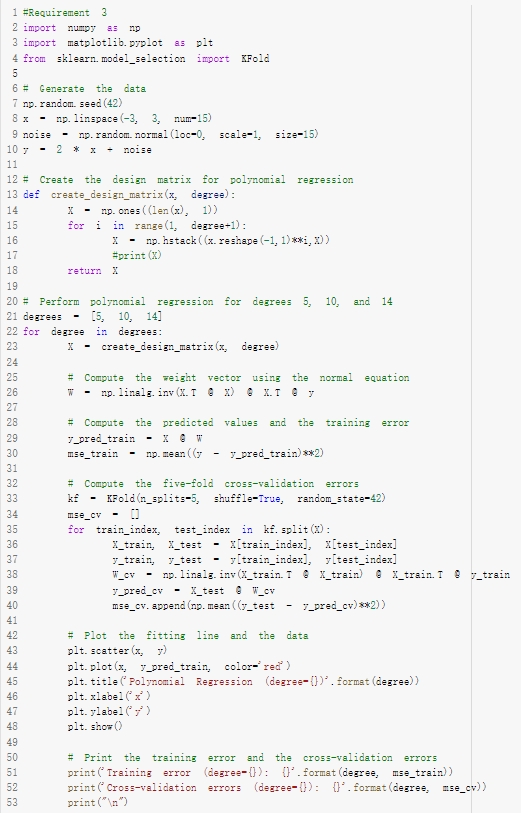 1 #Requirement 3
2 import numpy as np
3 import matplotlib.pyplot as plt
4 from sklearn.model_selection import KFold
5
6 # Generate the data
7 np.random.seed(42)
8 x = np.linspace(-3, 3, num=15)
9 noise = np.random.normal(loc=0, scale=1, size=15)
10 y = 2 * x + noise
11
12 # Create the design matrix for polynomial regression
13 def create_design_matrix(x, degree):
14 X = np.ones((len(x), 1))
15 for i in range(1, degree+1):
16 X = np.hstack((x.reshape(-1,1)**i,X))
17 #print(X)
18 return X
19
20 # Perform polynomial regression for degrees 5, 10, and 14
21 degrees = [5, 10, 14]
22 for degree in degrees:
23 X = create_design_matrix(x, degree)
24
25 # Compute the weight vector using the normal equation
26 W = np.linalg.inv(X.T @ X) @ X.T @ y
27
28 # Compute the predicted values and the training error
29 y_pred_train = X @ W
30 mse_train = np.mean((y - y_pred_train)**2)
31
32 # Compute the five-fold cross-validation errors
33 kf = KFold(n_splits=5, shuffle=True, random_state=42)
34 mse_cv = []
35 for train_index, test_index in kf.split(X):
36 X_train, X_test = X[train_index], X[test_index]
37 y_train, y_test = y[train_index], y[test_index]
38 W_cv = np.linalg.inv(X_train.T @ X_train) @ X_train.T @ y_train
39 y_pred_cv = X_test @ W_cv
40 mse_cv.append(np.mean((y_test - y_pred_cv)**2))
41
42 # Plot the fitting line and the data
43 plt.scatter(x, y)
44 plt.plot(x, y_pred_train, color='red')
45 plt.title('Polynomial Regression (degree={})'.format(degree))
46 plt.xlabel('x')
47 plt.ylabel('y')
48 plt.show()
49
50 # Print the training error and the cross-validation errors
51 print('Training error (degree={}): {}'.format(degree, mse_train))
52 print('Cross-validation errors (degree={}): {}'.format(degree, mse_cv))
53 print("\n")